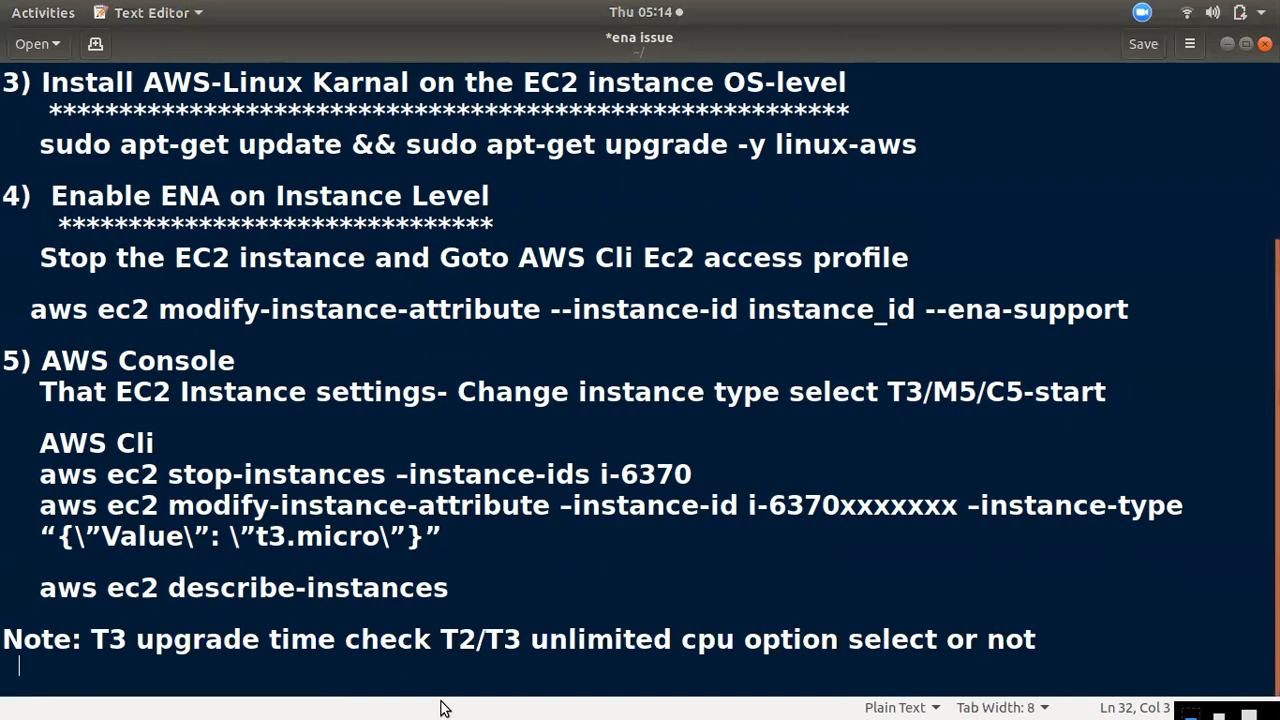 Activities Text Editor Thu 05:14
Open *ena issue Save
~/
3) Install AWS-Linux Karnal on the EC2 instance OS-level
*********************************************************
sudo apt-get update && sudo apt-get upgrade -y linux-aws
4) Enable ENA on Instance Level
*******************************
Stop the EC2 instance and Goto AWS Cli Ec2 access profile
aws ec2 modify-instance-attribute --instance-id instance_id --ena-support
5) AWS Console
That EC2 Instance settings- Change instance type select T3/M5/C5-start
AWS Cli
aws ec2 stop-instances –instance-ids i-6370
aws ec2 modify-instance-attribute –instance-id i-6370xxxxxxx –instance-type
“{\”Value\”: \”t3.micro\”}”
aws ec2 describe-instances
Note: T3 upgrade time check T2/T3 unlimited cpu option select or not
Plain Text Tab Width: 8 Ln 32, Col 3